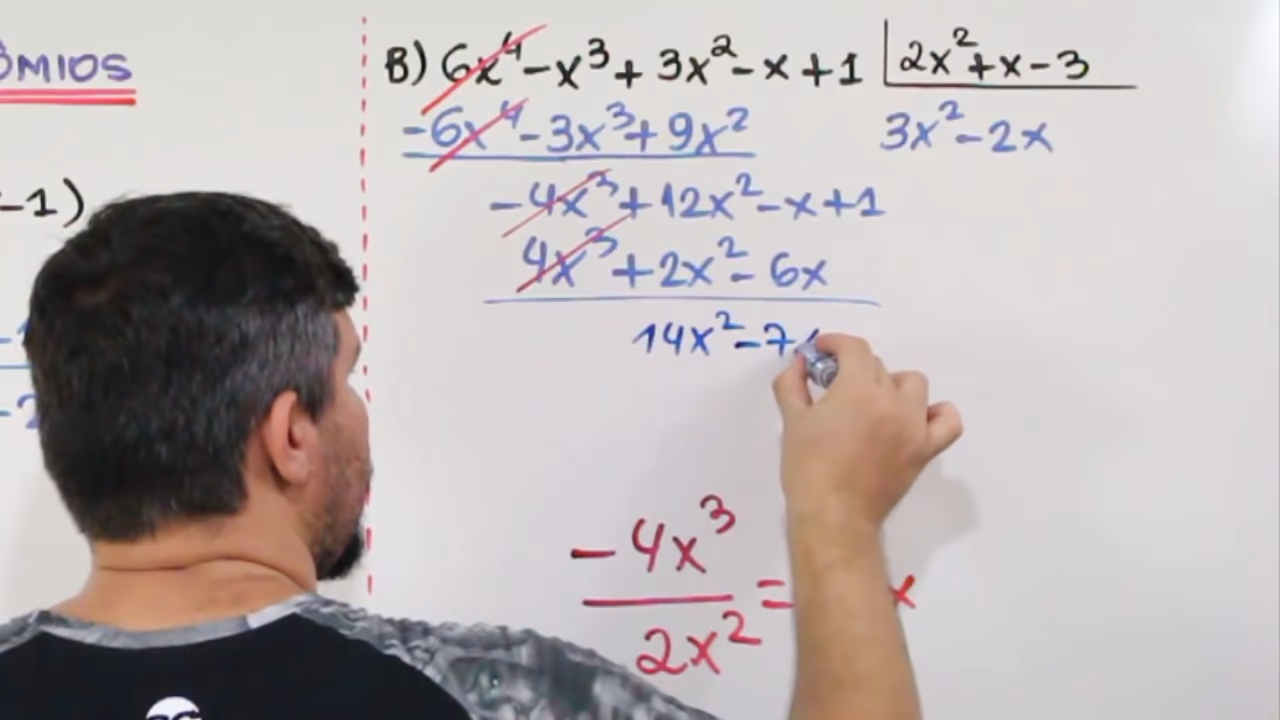 ÔMIOS
-1)
B) 6x⁴ - x³ + 3x² - x + 1 | 2x² + x - 3
-6x⁴ - 3x³ + 9x² 3x² - 2x
-4x³ + 12x² - x + 1
4x³ + 2x² - 6x
14x² - 7
-4x³
2x²
= x